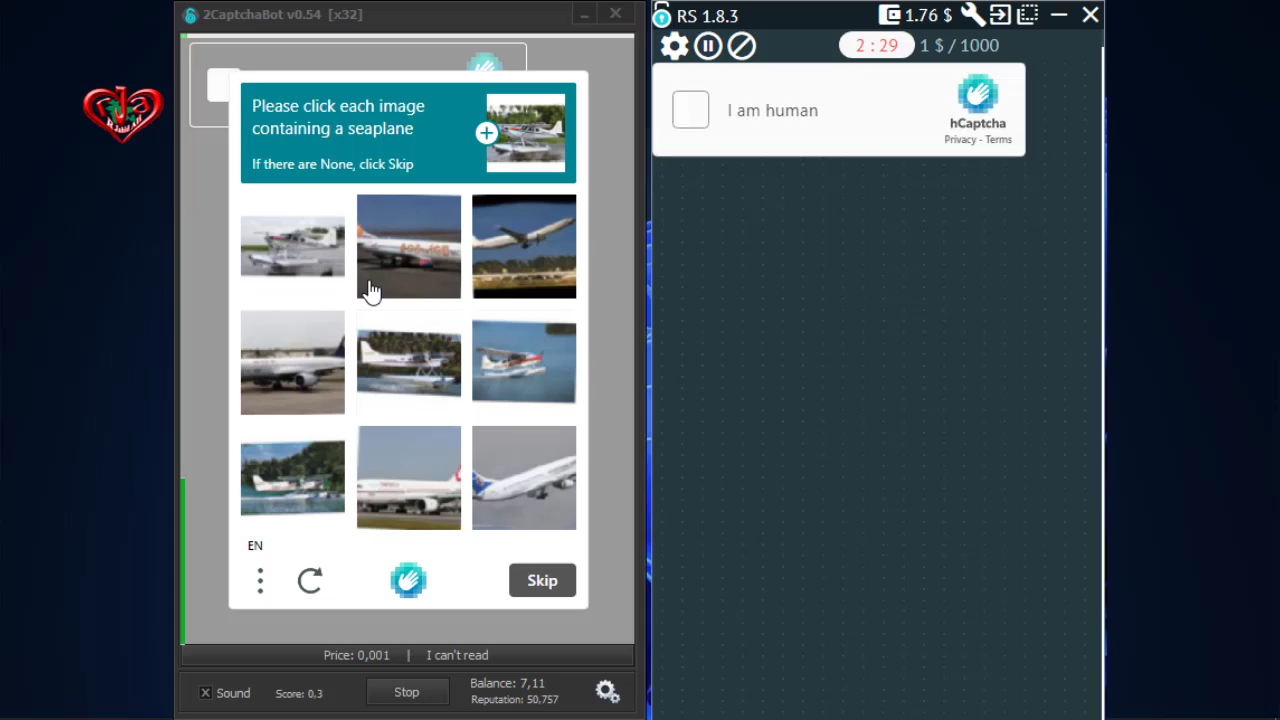 2CaptchaBot v0.54 [x32]
Please click each image
containing a seaplane
If there are None, click Skip
EN
Skip
Price: 0,001 | I can't read
Sound
Score: 0,3
Stop
Balance: 7,11
Reputation: 50,757
RS 1.8.3
1.76 $
2 : 29
1 $ / 1000
I am human
hCaptcha
Privacy - Terms